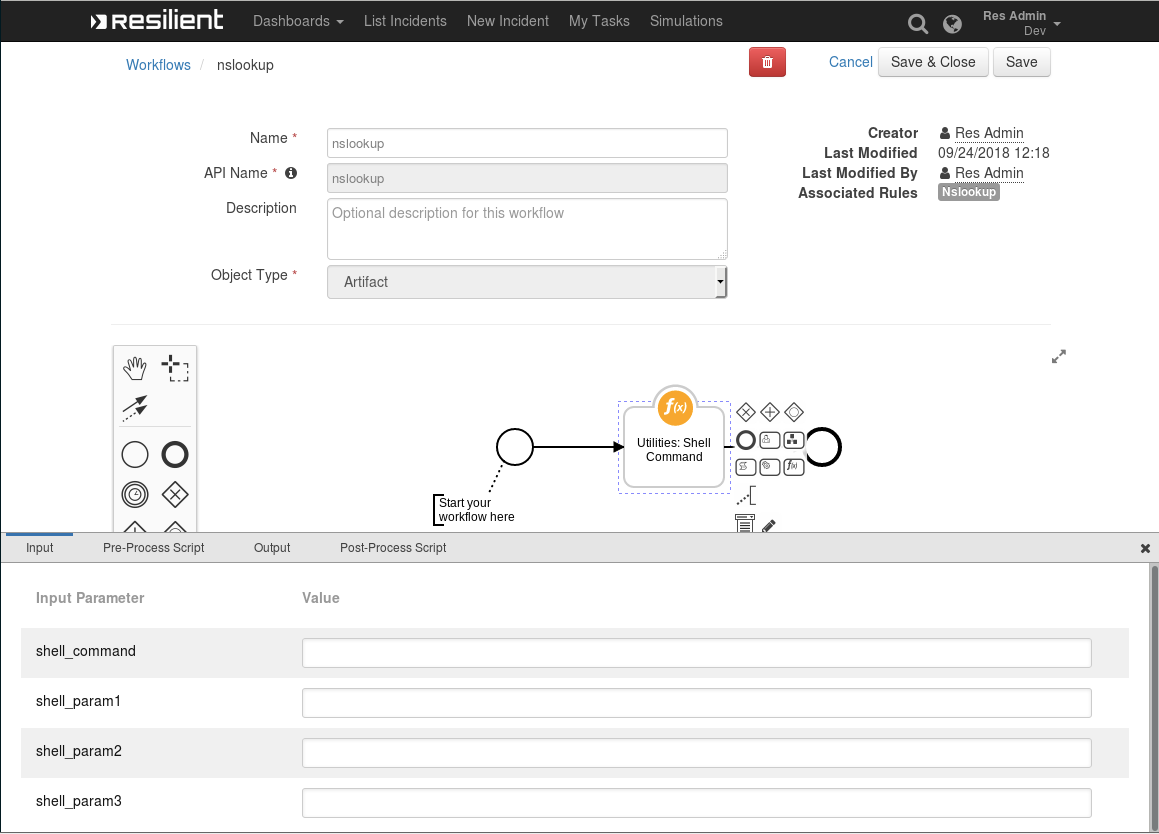 resilient Dashboards List Incidents New Incident My Tasks Simulations Res Admin
Dev
Workflows / nslookup Cancel Save & Close Save
Name * nslookup
API Name * nslookup
Description Optional description for this workflow
Object Type * Artifact
Creator Res Admin
Last Modified 09/24/2018 12:18
Last Modified By Res Admin
Associated Rules Nslookup
f(x)
Utilities: Shell
Command
f(x)
Start your
workflow here
Input Pre-Process Script Output Post-Process Script
Input Parameter Value
shell_command
shell_param1
shell_param2
shell_param3